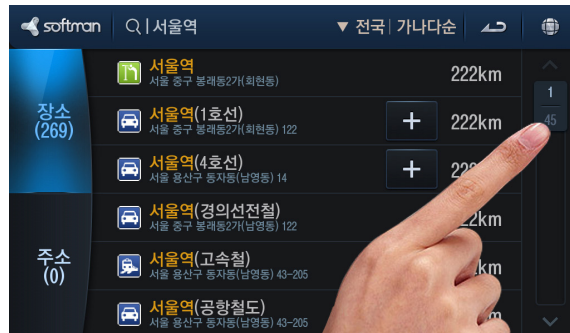 softman
서울역
▼ 전국 가나다순
장소
(269)
주소
(0)
서울역
222km
서울 중구 봉래동2가(회현동)
서울역(1호선)
+
222km
서울 중구 봉래동2가(회현동) 122
서울역(4호선)
+
서울 용산구 동자동(남영동) 14
서울역(경의선전철)
서울 중구 봉래동2가(남영동) 122
서울역(고속철)
km
서울 용산구 동자동(남영동) 43-205
서울역(공항철도)
서울 용산구 동자동(남영동) 43-205
1
45